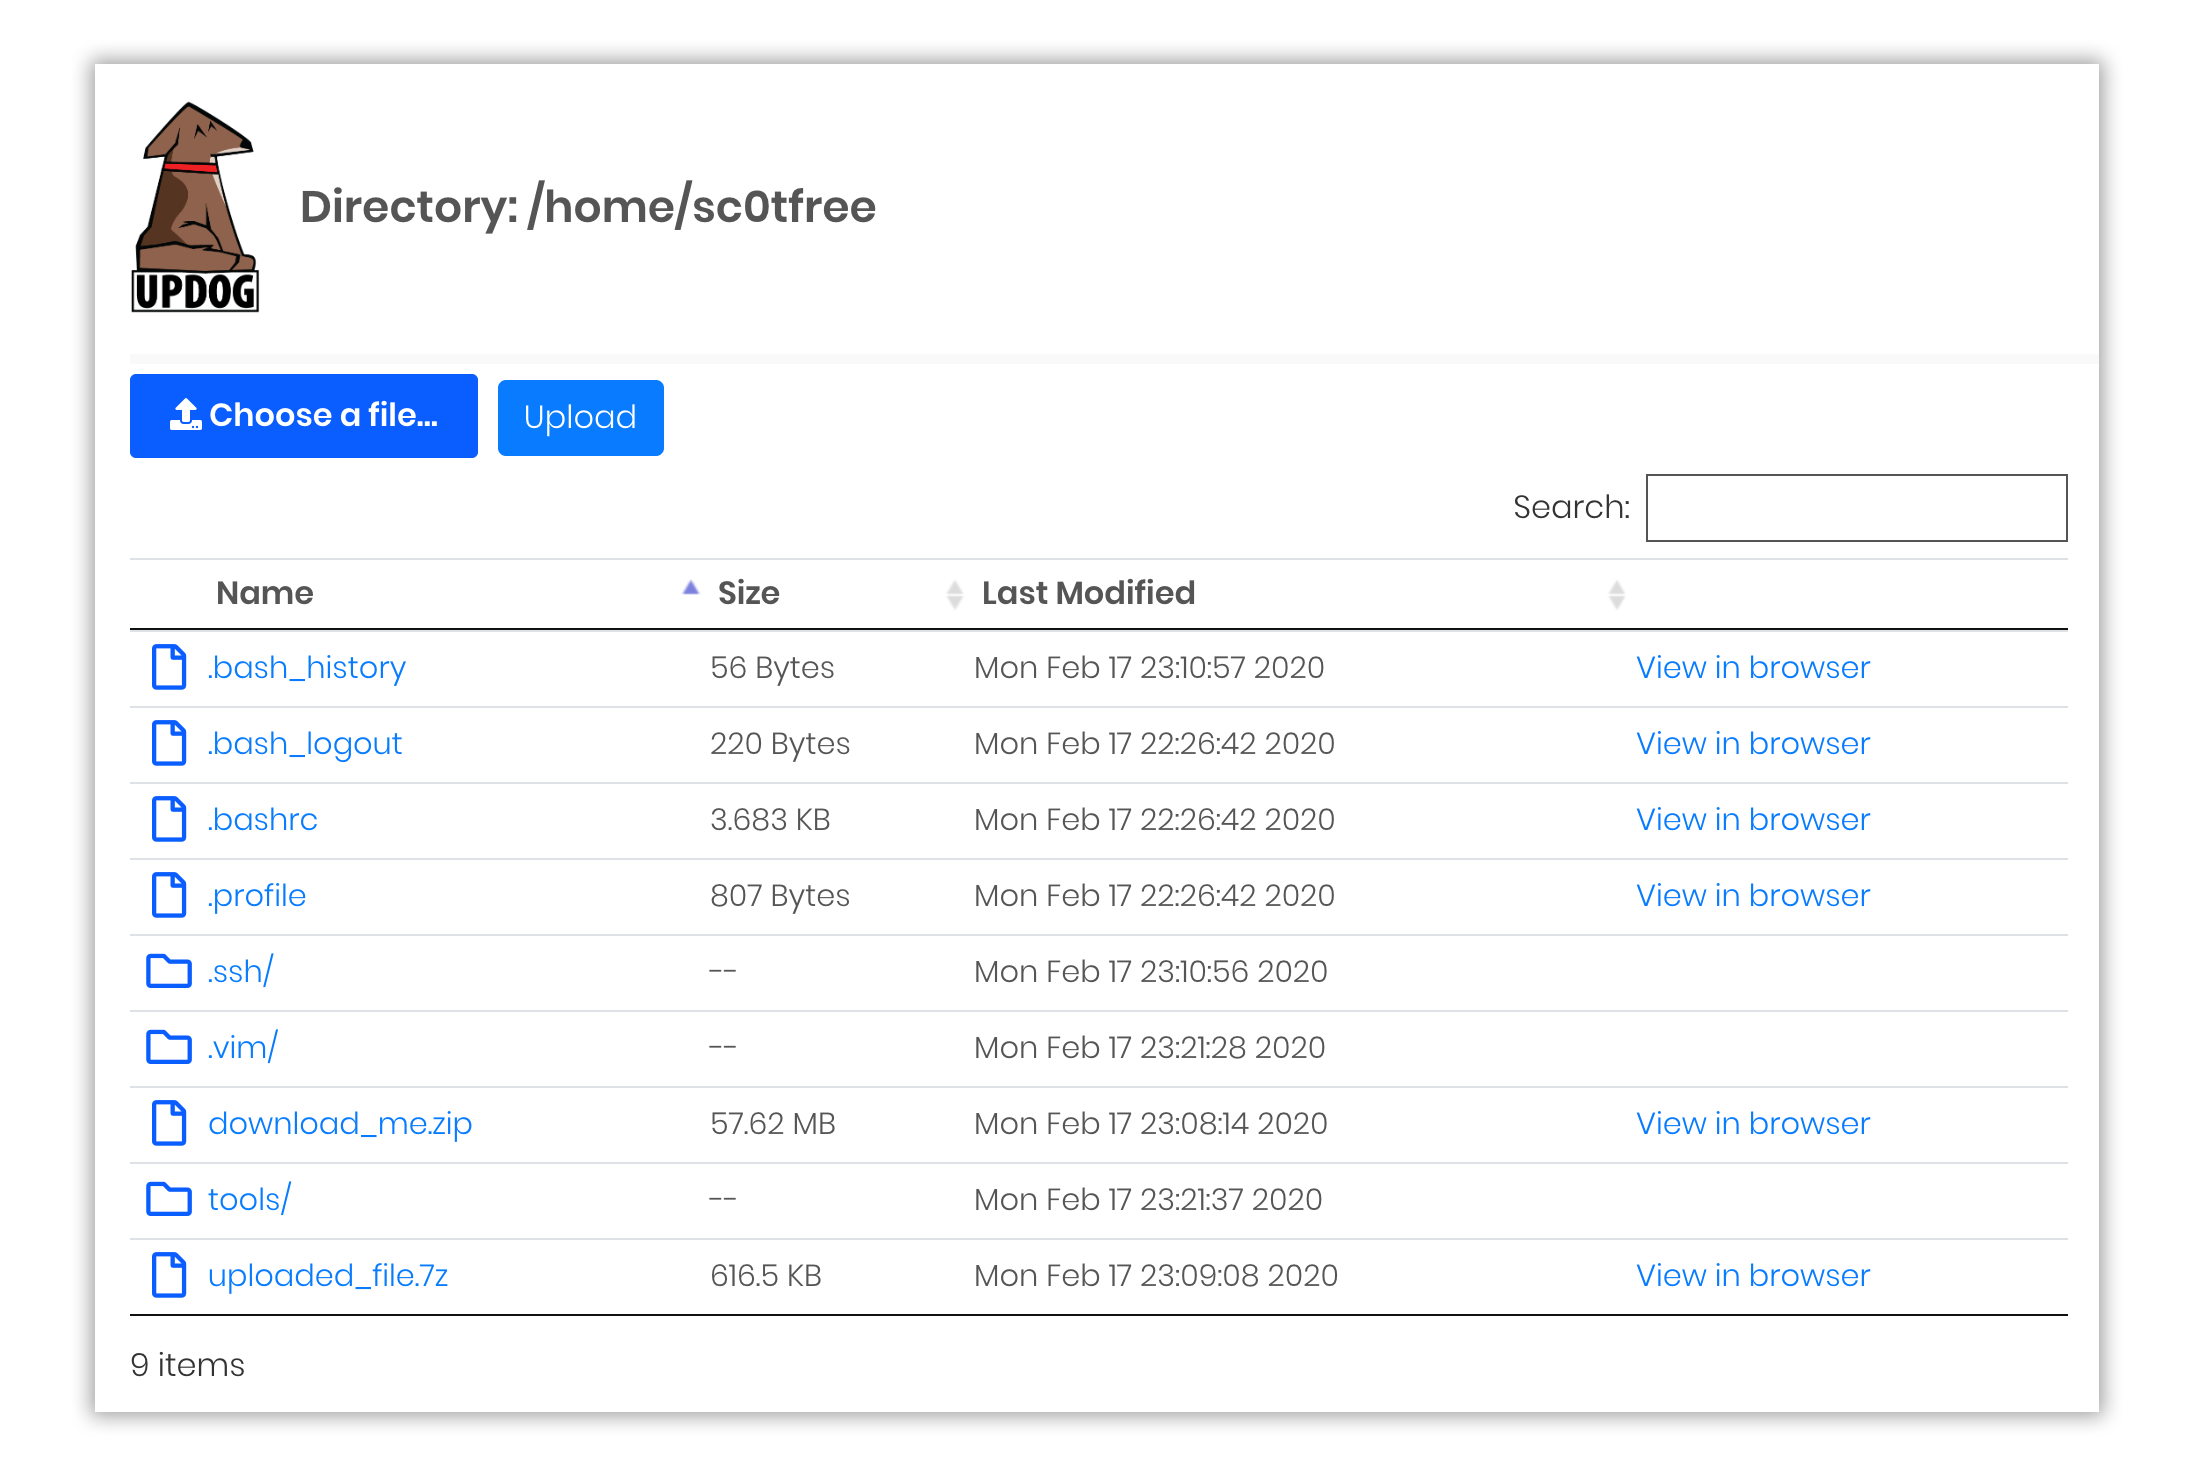 UPDOG
Directory: /home/sc0tfree
Choose a file... Upload
Search:
Name Size Last Modified
.bash_history 56 Bytes Mon Feb 17 23:10:57 2020 View in browser
.bash_logout 220 Bytes Mon Feb 17 22:26:42 2020 View in browser
.bashrc 3.683 KB Mon Feb 17 22:26:42 2020 View in browser
.profile 807 Bytes Mon Feb 17 22:26:42 2020 View in browser
.ssh/ -- Mon Feb 17 23:10:56 2020
.vim/ -- Mon Feb 17 23:21:28 2020
download_me.zip 57.62 MB Mon Feb 17 23:08:14 2020 View in browser
tools/ -- Mon Feb 17 23:21:37 2020
uploaded_file.7z 616.5 KB Mon Feb 17 23:09:08 2020 View in browser
9 items